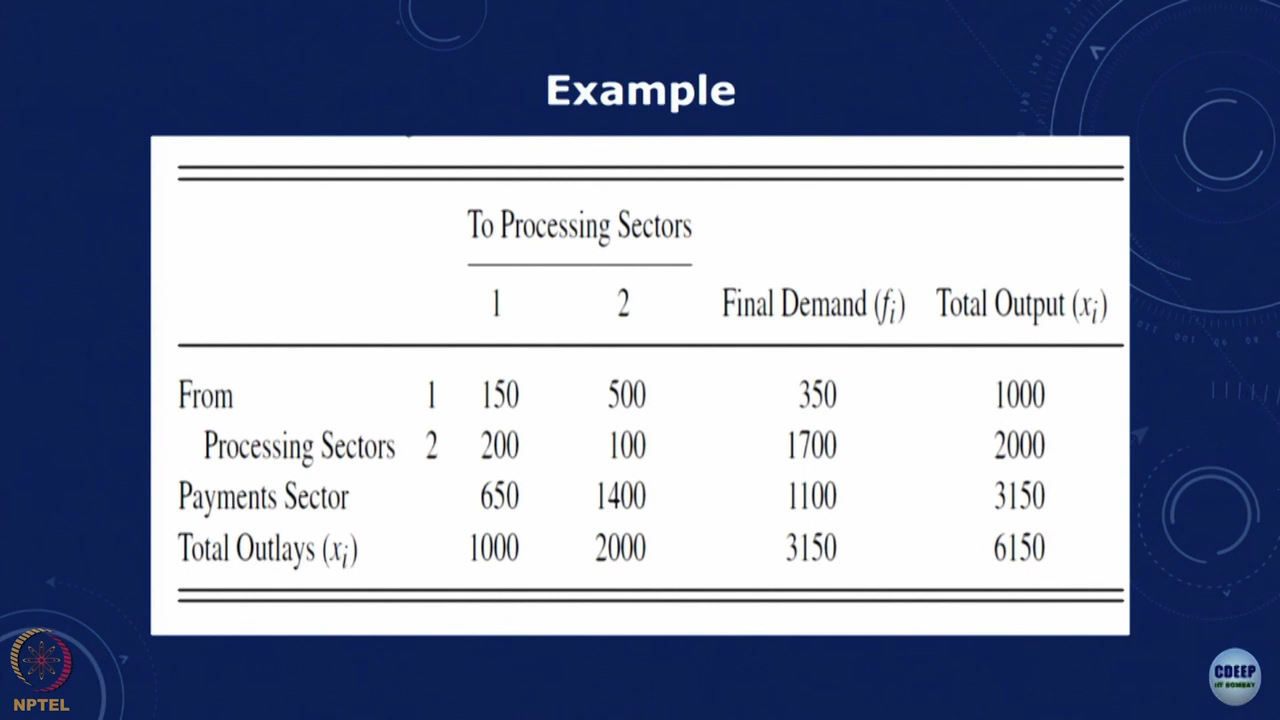 Example
To Processing Sectors
1 2 Final Demand (fi) Total Output (xi)
From 1 150 500 350 1000
Processing Sectors 2 200 100 1700 2000
Payments Sector 650 1400 1100 3150
Total Outlays (xi) 1000 2000 3150 6150
NPTEL
CDEEP
IIT BOMBAY